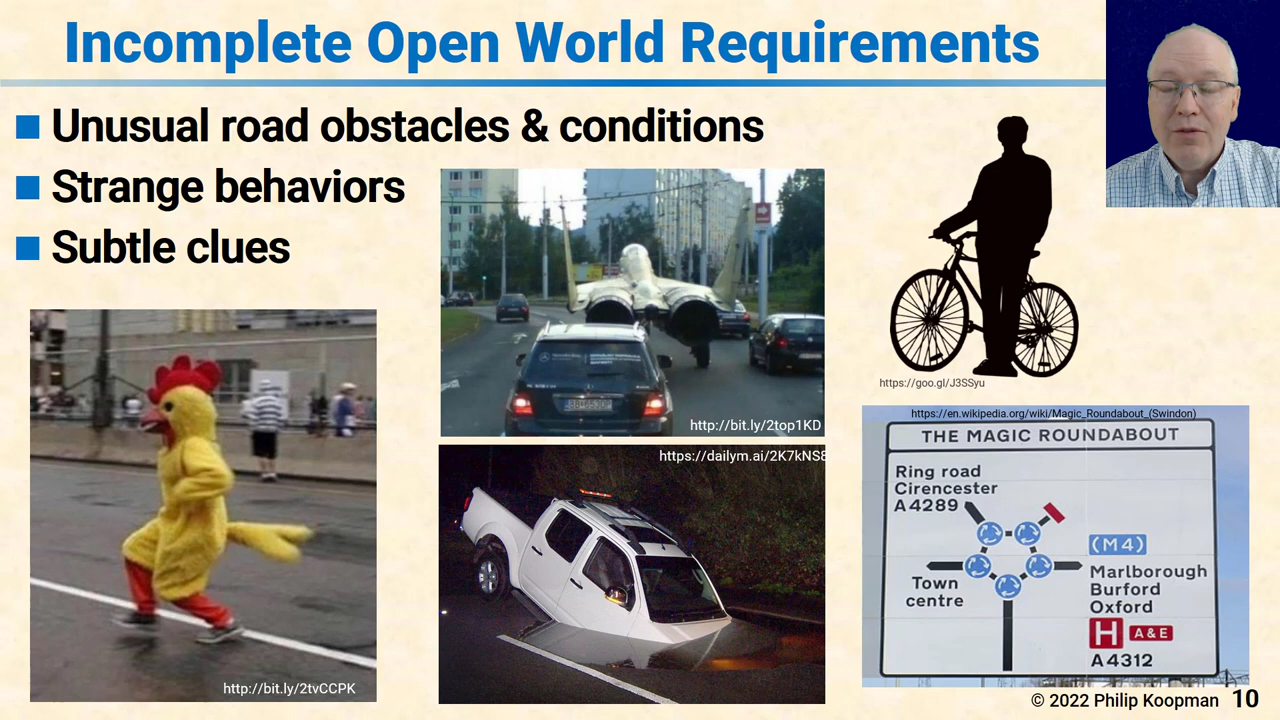 Incomplete Open World Requirements
Unusual road obstacles & conditions
Strange behaviors
Subtle clues
http://bit.ly/2top1KD
https://goo.gl/J3SSyu
https://en.wikipedia.org/wiki/Magic_Roundabout_(Swindon)
THE MAGIC ROUNDABOUT
Ring road
Cirencester
A4289
(M4)
Marlborough
Burford
Oxford
H A&E
A4312
Town
centre
https://dailym.ai/2K7kNS8
http://bit.ly/2tvCCPK
© 2022 Philip Koopman 10